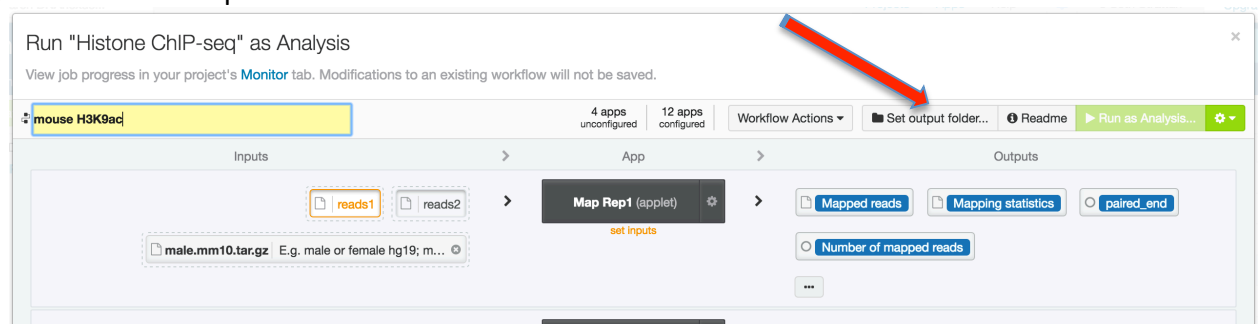 Run "Histone ChIP-seq" as Analysis
×
View job progress in your project's Monitor tab. Modifications to an existing workflow will not be saved.
mouse H3K9ac
4 apps unconfigured
12 apps configured
Workflow Actions
Set output folder...
Readme
Run as Analysis...
Inputs > App > Outputs
reads1 reads2
Map Rep1 (applet)
set inputs
Mapped reads
Mapping statistics
paired_end
male.mm10.tar.gz E.g. male or female hg19; m...
Number of mapped reads
...